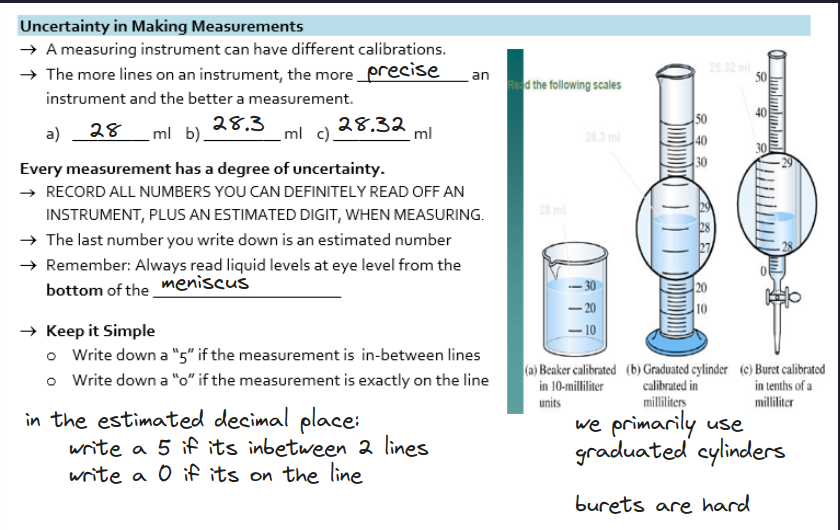 Uncertainty in Making Measurements
→ A measuring instrument can have different calibrations.
→ The more lines on an instrument, the more precise an
instrument and the better a measurement.
a) 28 ml b) 28.3 ml c) 28.32 ml
Every measurement has a degree of uncertainty.
→ RECORD ALL NUMBERS YOU CAN DEFINITELY READ OFF AN
INSTRUMENT, PLUS AN ESTIMATED DIGIT, WHEN MEASURING.
→ The last number you write down is an estimated number
→ Remember: Always read liquid levels at eye level from the
bottom of the meniscus
→ Keep it Simple
o Write down a "5" if the measurement is in-between lines
o Write down a "0" if the measurement is exactly on the line
in the estimated decimal place:
write a 5 if its inbetween 2 lines
write a 0 if its on the line
Read the following scales
28 ml
28.3 ml
28.32 ml
30
20
10
50
40
30
29
28
27
20
10
50
40
30
29
28
0
(a) Beaker calibrated
in 10-milliliter
units
(b) Graduated cylinder
calibrated in
milliliters
(c) Buret calibrated
in tenths of a
milliliter
we primarily use
graduated cylinders
burets are hard